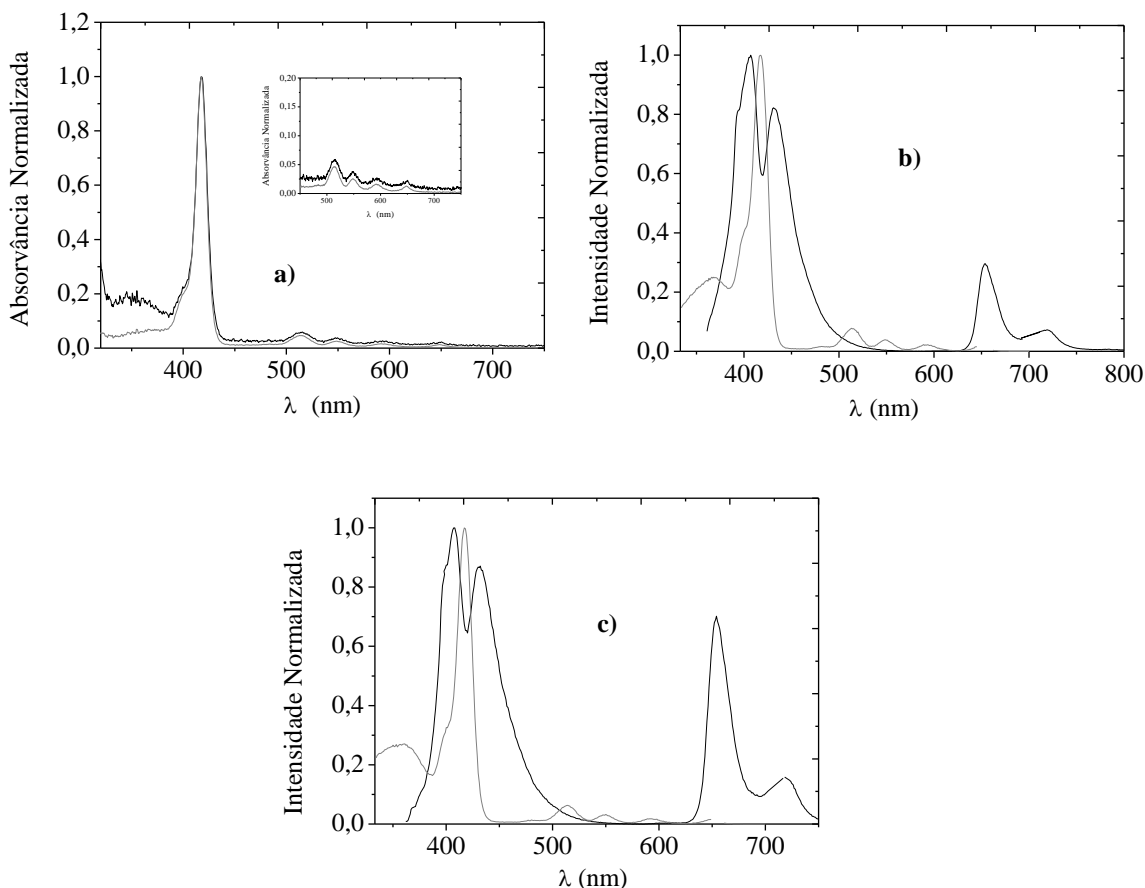 1,2
1,0
0,8
0,6
0,4
0,2
0,0
Absorvância Normalizada
400 500 600 700
λ (nm)
a)
0,20
0,15
0,10
0,05
0,00
Absorvância Normalizada
500 600 700
λ (nm)
1,0
0,8
0,6
0,4
0,2
0,0
Intensidade Normalizada
b)
400 500 600 700 800
λ (nm)
1,0
0,8
0,6
0,4
0,2
0,0
Intensidade Normalizada
c)
400 500 600 700
λ (nm)